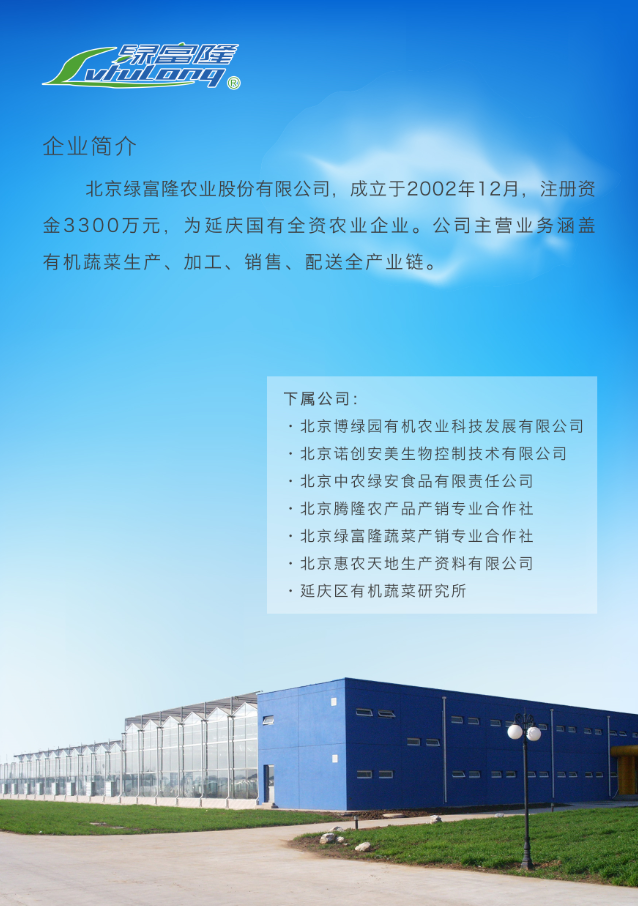 绿富隆
Lvfulong®
企业简介
北京绿富隆农业股份有限公司，成立于2002年12月，注册资
金3300万元，为延庆国有全资农业企业。公司主营业务涵盖
有机蔬菜生产、加工、销售、配送全产业链。
下属公司：
·北京博绿园有机农业科技发展有限公司
·北京诺创安美生物控制技术有限公司
·北京中农绿安食品有限责任公司
·北京腾隆农产品产销专业合作社
·北京绿富隆蔬菜产销专业合作社
·北京惠农天地生产资料有限公司
·延庆区有机蔬菜研究所